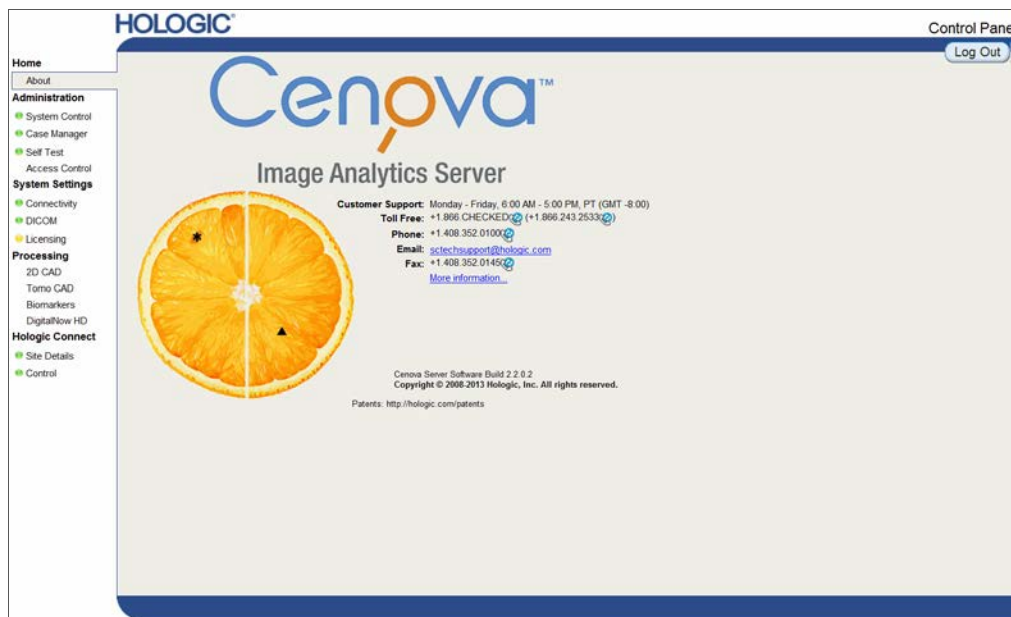 HOLOGIC®
Control Pane
Log Out
Home
About
Administration
System Control
Case Manager
Self Test
Access Control
System Settings
Connectivity
DICOM
Licensing
Processing
2D CAD
Tomo CAD
Biomarkers
DigitalNow HD
Hologic Connect
Site Details
Control
Cenova™
Image Analytics Server
Customer Support: Monday - Friday, 6:00 AM - 5:00 PM, PT (GMT -8:00)
Toll Free: +1.866.CHECKED (+1.866.243.2533)
Phone: +1.408.352.0100
Email: sctechsupport@hologic.com
Fax: +1.408.352.0145
More information...
Cenova Server Software Build 2.2.0.2
Copyright © 2008-2013 Hologic, Inc. All rights reserved.
Patents: http://hologic.com/patents